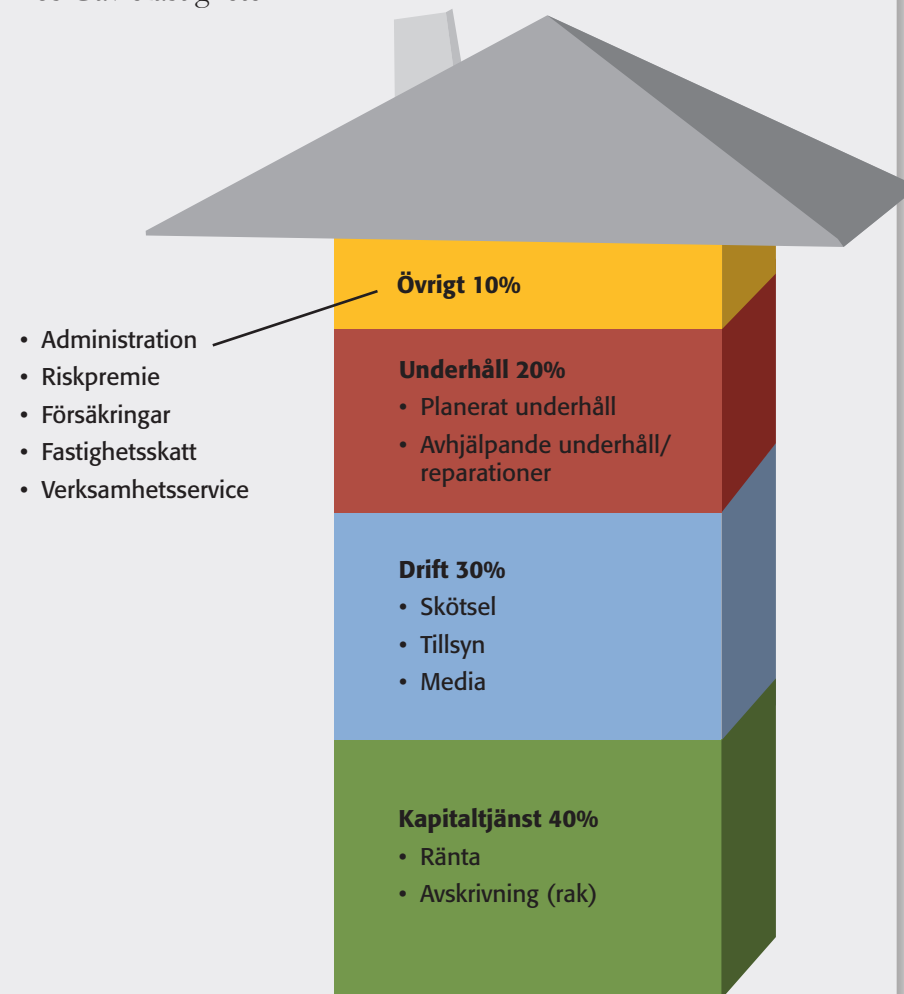 Övrigt 10%
• Administration
• Riskpremie
• Försäkringar
• Fastighetsskatt
• Verksamhetsservice
Underhåll 20%
• Planerat underhåll
• Avhjälpande underhåll/
reparationer
Drift 30%
• Skötsel
• Tillsyn
• Media
Kapitaltjänst 40%
• Ränta
• Avskrivning (rak)